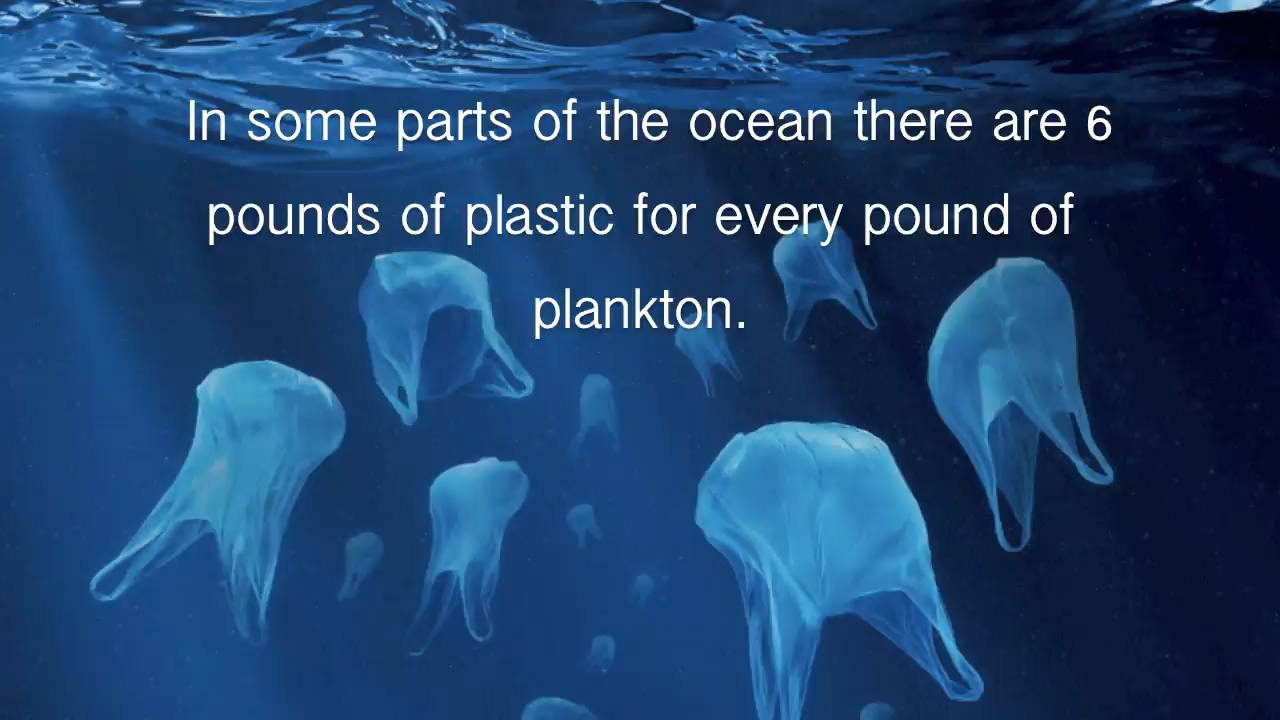 In some parts of the ocean there are 6
pounds of plastic for every pound of
plankton.